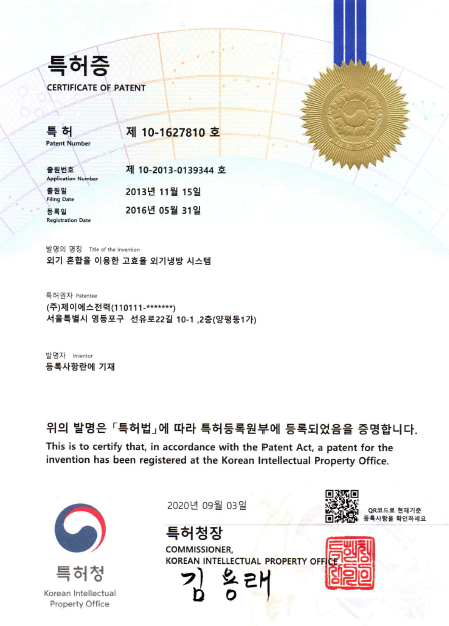 특허증
CERTIFICATE OF PATENT
특 허 제 10-1627810 호
Patent Number
출원번호 제 10-2013-0139344 호
Application Number
출원일 2013년 11월 15일
Filing Date
등록일 2016년 05월 31일
Registration Date
발명의 명칭 Title of the Invention
외기 혼합을 이용한 고효율 외기냉방 시스템
특허권자 Patentee
(주)제이에스전력(110111-*******)
서울특별시 영등포구 선유로22길 10-1 ,2층(양평동1가)
발명자 Inventor
등록사항란에 기재
위의 발명은 「특허법」에 따라 특허등록원부에 등록되었음을 증명합니다.
This is to certify that, in accordance with the Patent Act, a patent for the
invention has been registered at the Korean Intellectual Property Office.
2020년 09월 03일
QR코드로 현재기준
등록사항을 확인하세요
특허청장
COMMISSIONER,
KOREAN INTELLECTUAL PROPERTY OFFICE
김용래
특허청
Korean Intellectual
Property Office